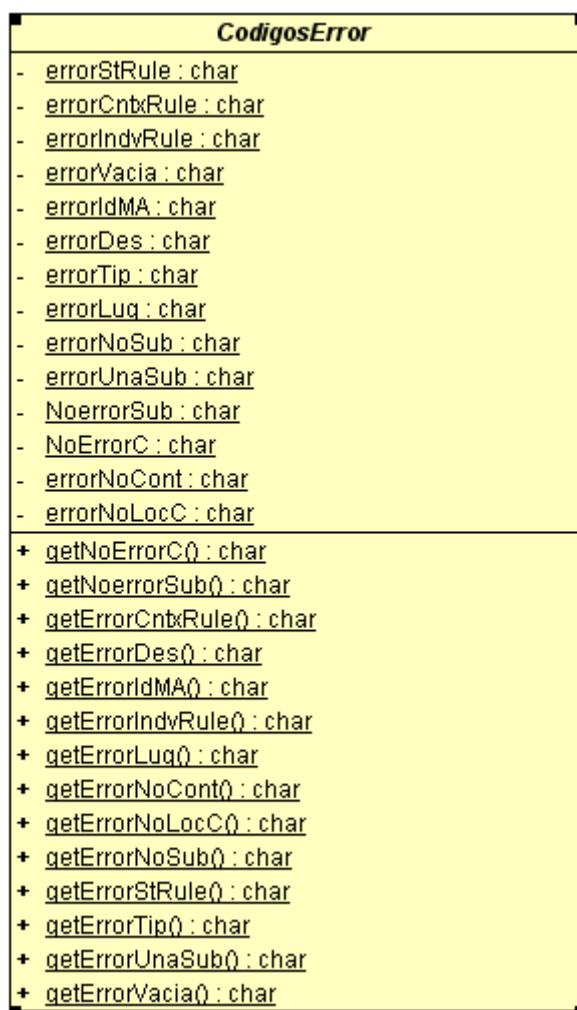 CodigosError
- errorStRule : char
- errorCntxRule : char
- errorIndvRule : char
- errorVacia : char
- errorIdMA : char
- errorDes : char
- errorTip : char
- errorLug : char
- errorNoSub : char
- errorUnaSub : char
- NoerrorSub : char
- NoErrorC : char
- errorNoCont : char
- errorNoLocC : char
+ getNoErrorC() : char
+ getNoerrorSub() : char
+ getErrorCntxRule() : char
+ getErrorDes() : char
+ getErrorIdMA() : char
+ getErrorIndvRule() : char
+ getErrorLug() : char
+ getErrorNoCont() : char
+ getErrorNoLocC() : char
+ getErrorNoSub() : char
+ getErrorStRule() : char
+ getErrorTip() : char
+ getErrorUnaSub() : char
+ getErrorVacia() : char